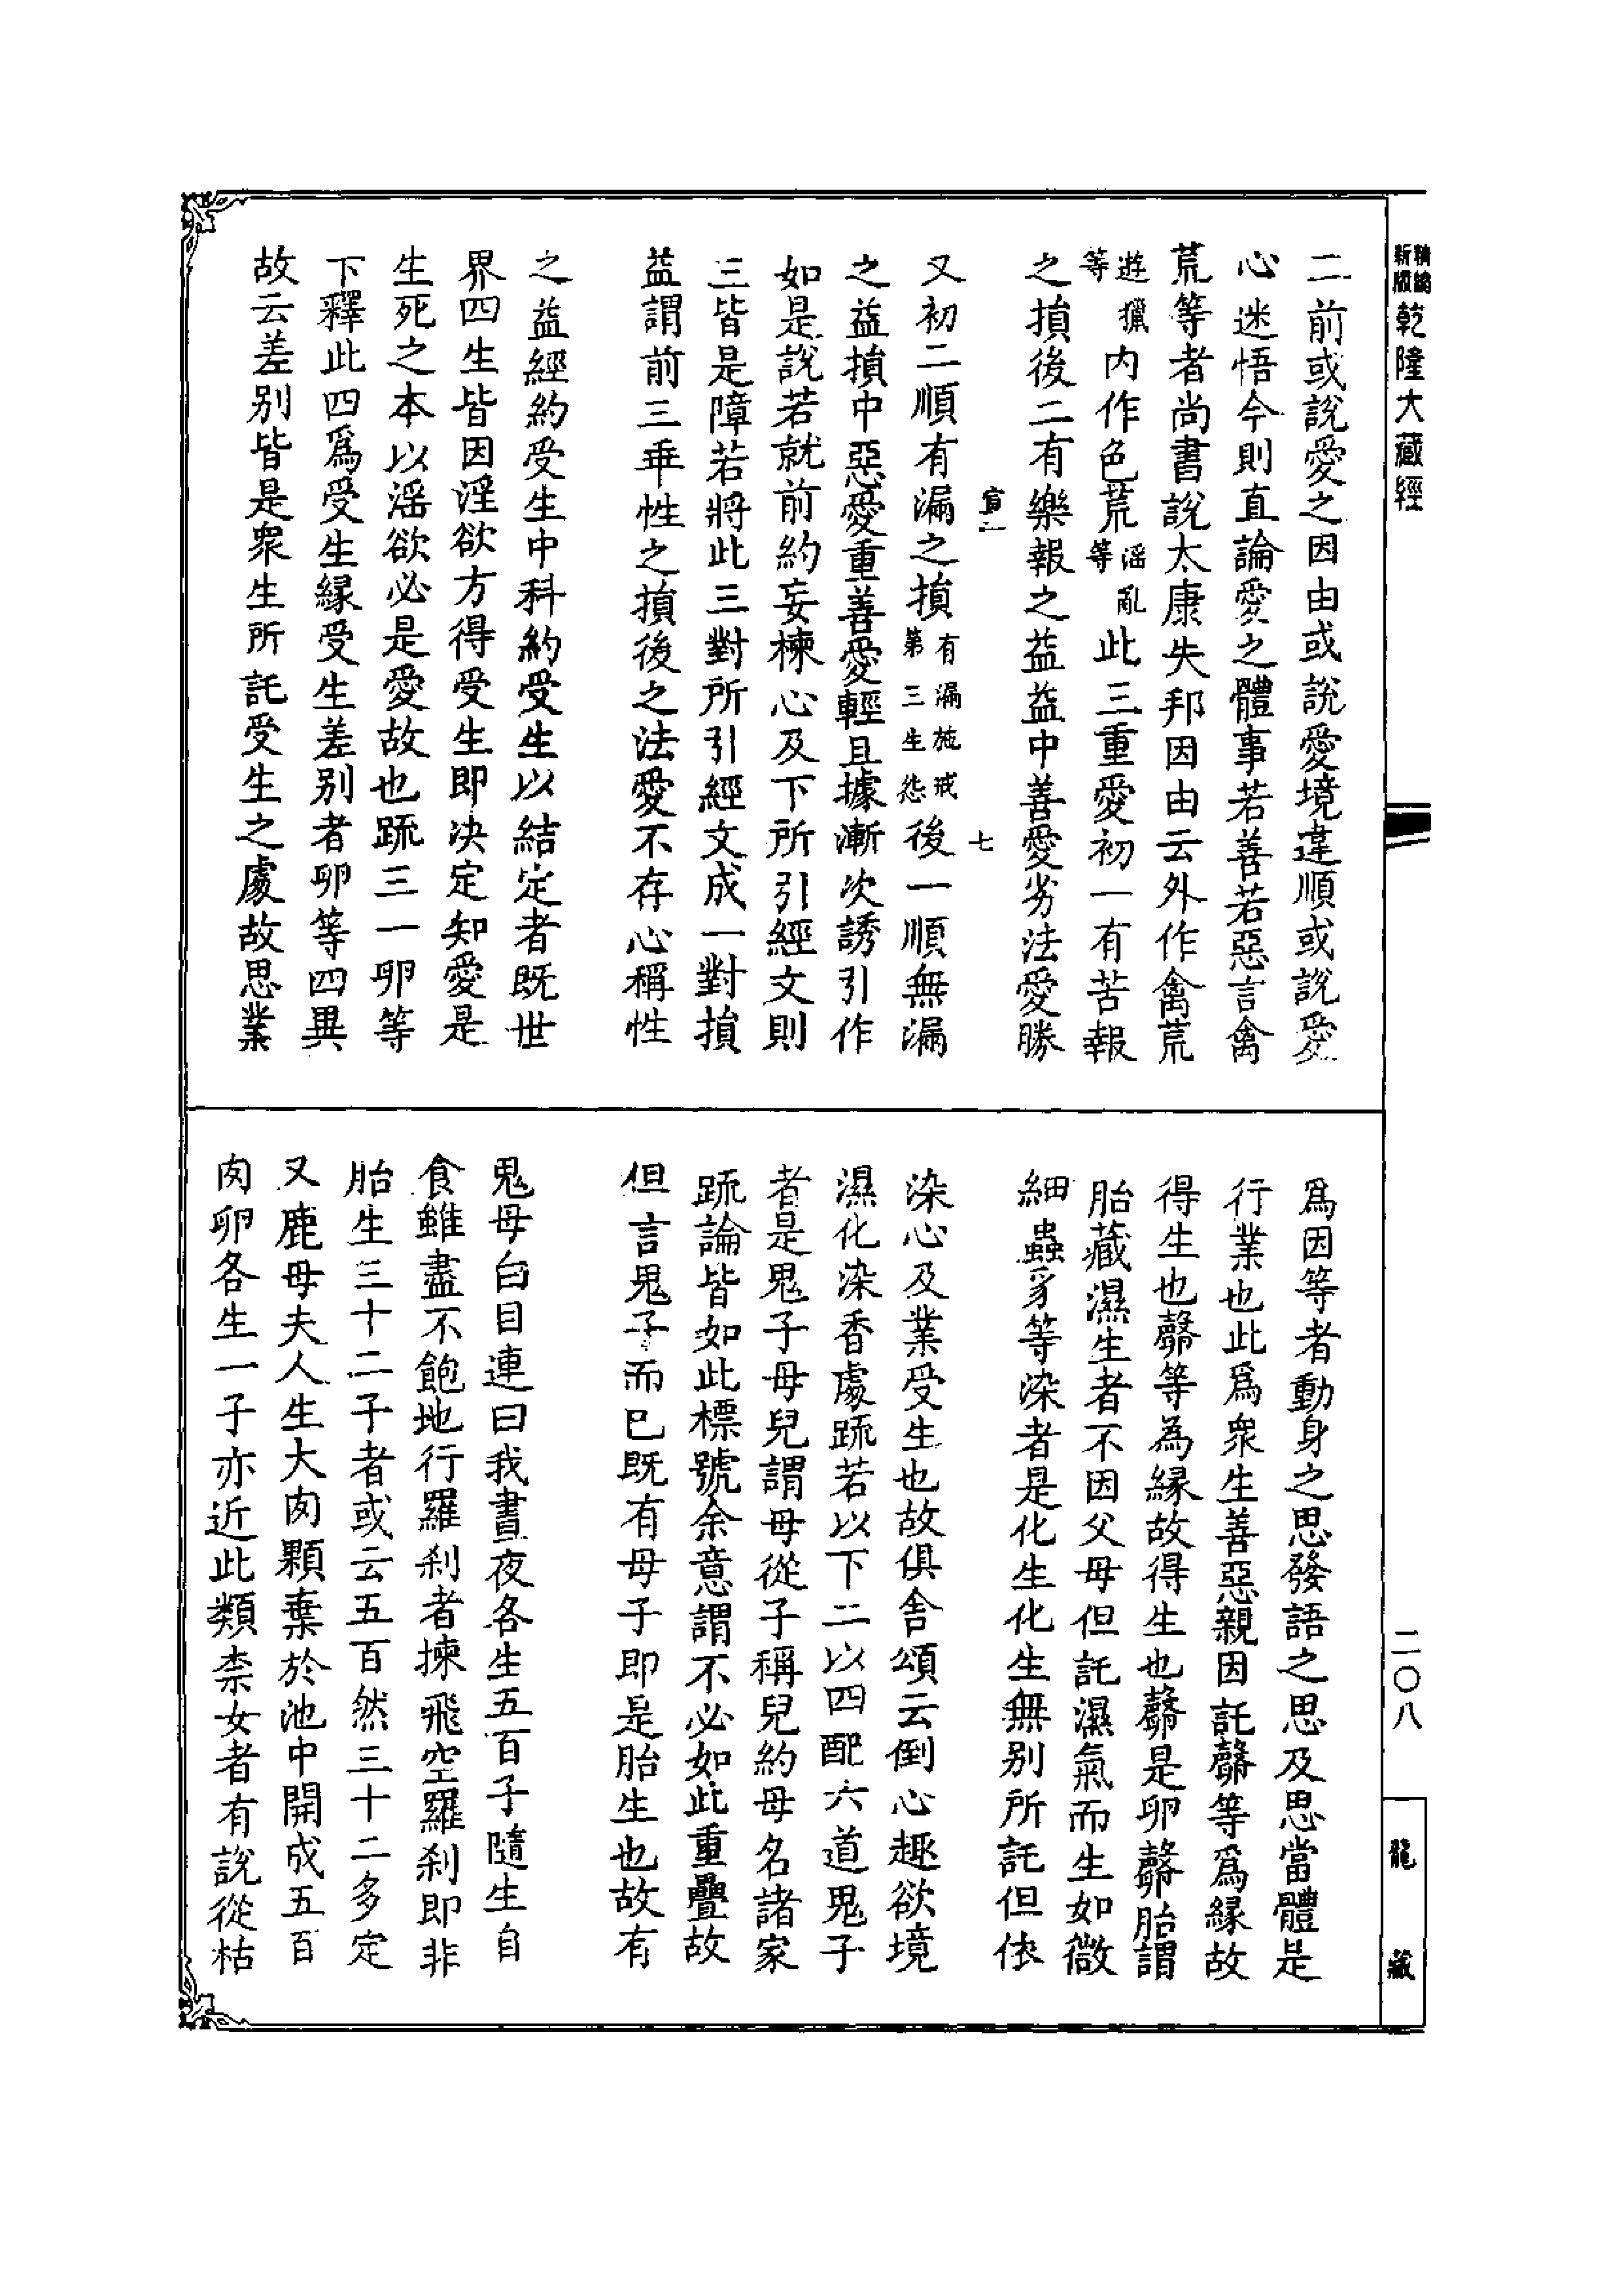 新版
精縮
乾隆大藏經
二前或說愛之因由或說愛境違順或說愛
心迷悟今則直論愛之體事若善若惡言禽
荒等者尚書說太康失邦因由云外作禽荒
遊獵等內作色荒滛亂等此三重愛初一有苦報
之損後二有樂報之益益中善愛劣法愛勝
宣二 七
又初二順有漏之損有漏施戒第三生怨後一順無漏
之益損中惡愛重善愛輕且據漸次誘引作
如是說若就前約妄楝心及下所引經文則
三皆是障若將此三對所引經文成一對損
益謂前三乖性之損後之法愛不存心稱性
之益經約受生中科約受生以結定者既世
界四生皆因淫欲方得受生即決定知愛是
生死之本以滛欲必是愛故也䟽三一卵等
下釋此四爲受生緣受生差別者卵等四異
故云差別皆是衆生所託受生之處故思業
爲因等者動身之思發語之思及思當體是
行業也此爲衆生善惡親因託㲉等爲緣故
得生也㲉等為緣故得生也㲉是卵㲉胎謂
胎藏濕生者不因父母但託濕氣而生如微
細蟲豸等染者是化生化生無別所託但依
染心及業受生也故俱舍頌云倒心趣欲境
濕化染香處䟽若以下二以四配六道鬼子
者是鬼子母兒謂母從子稱兒約母名諸家
䟽論皆如此標號余意謂不必如此重疊故
但言鬼子而已既有母子即是胎生也故有
鬼母白目連曰我晝夜各生五百子隨生自
食雖盡不飽地行羅刹者揀飛空羅刹即非
胎生三十二子者或云五百然三十二多定
又鹿母夫人生大肉顆棄於池中開成五百
肉卵各生一子亦近此類柰女者有說從枯
二〇八
龍藏